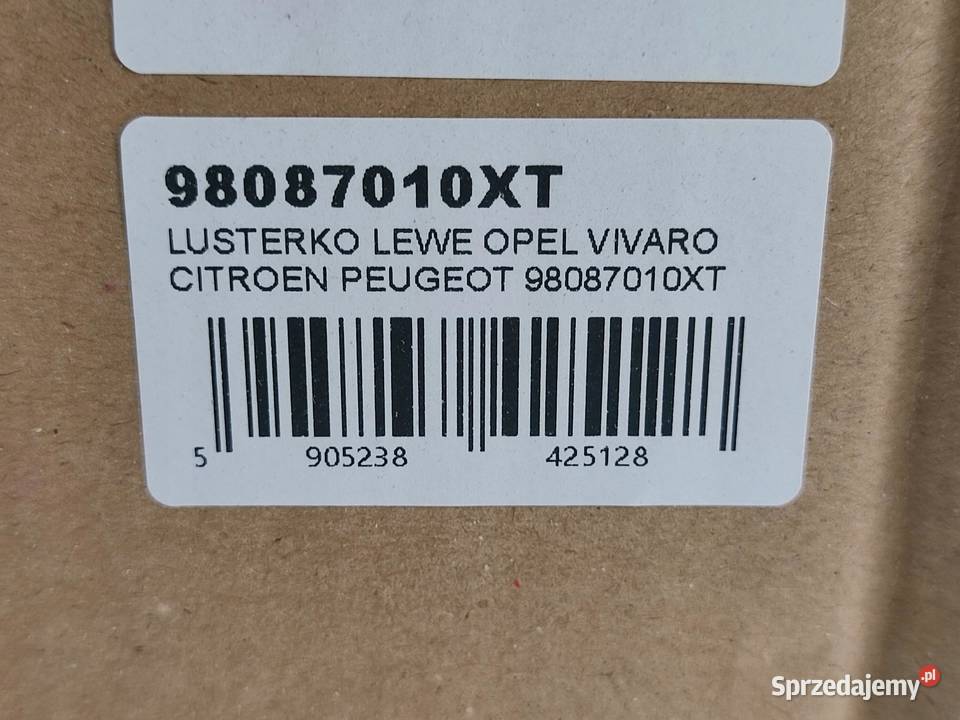 98087010XT
LUSTERKO LEWE OPEL VIVARO
CITROEN PEUGEOT 98087010XT
5 905238 425128
Sprzedajemy.pl